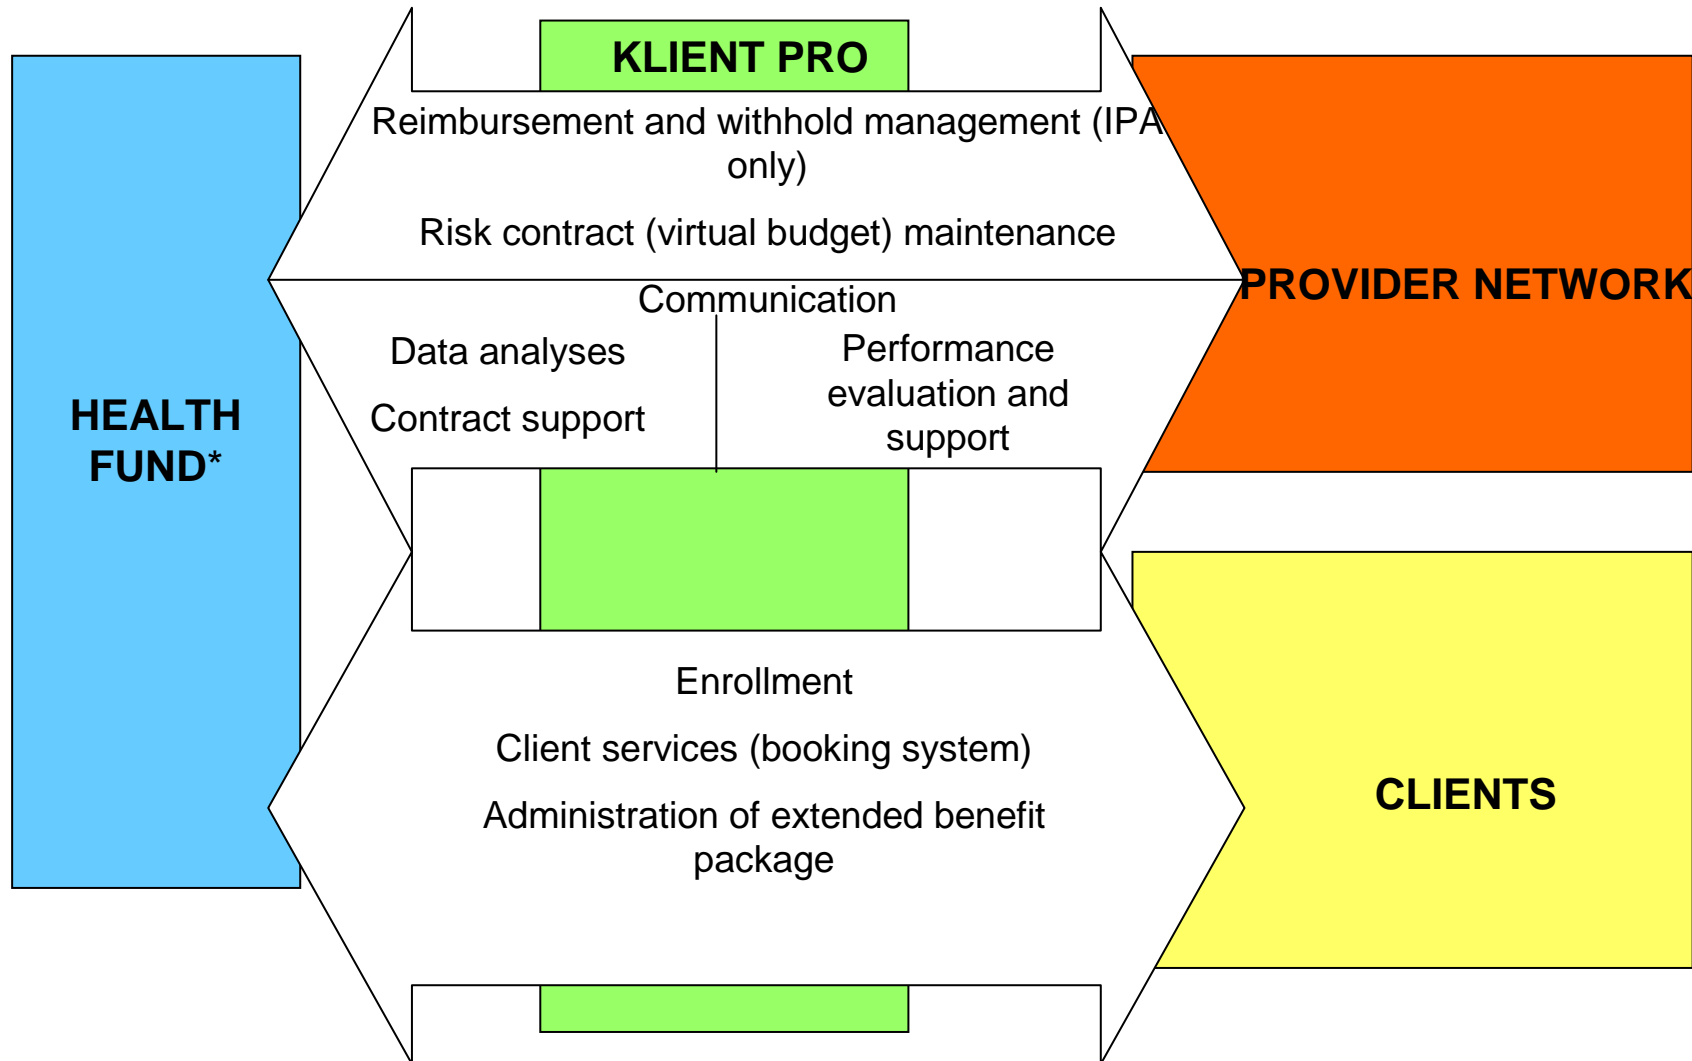 KLIENT PRO
Reimbursement and withhold management (IPA
only)
Risk contract (virtual budget) maintenance
Communication
Data analyses
Contract support
Performance
evaluation and
support
HEALTH
FUND*
PROVIDER NETWORK
Enrollment
Client services (booking system)
Administration of extended benefit
package
CLIENTS